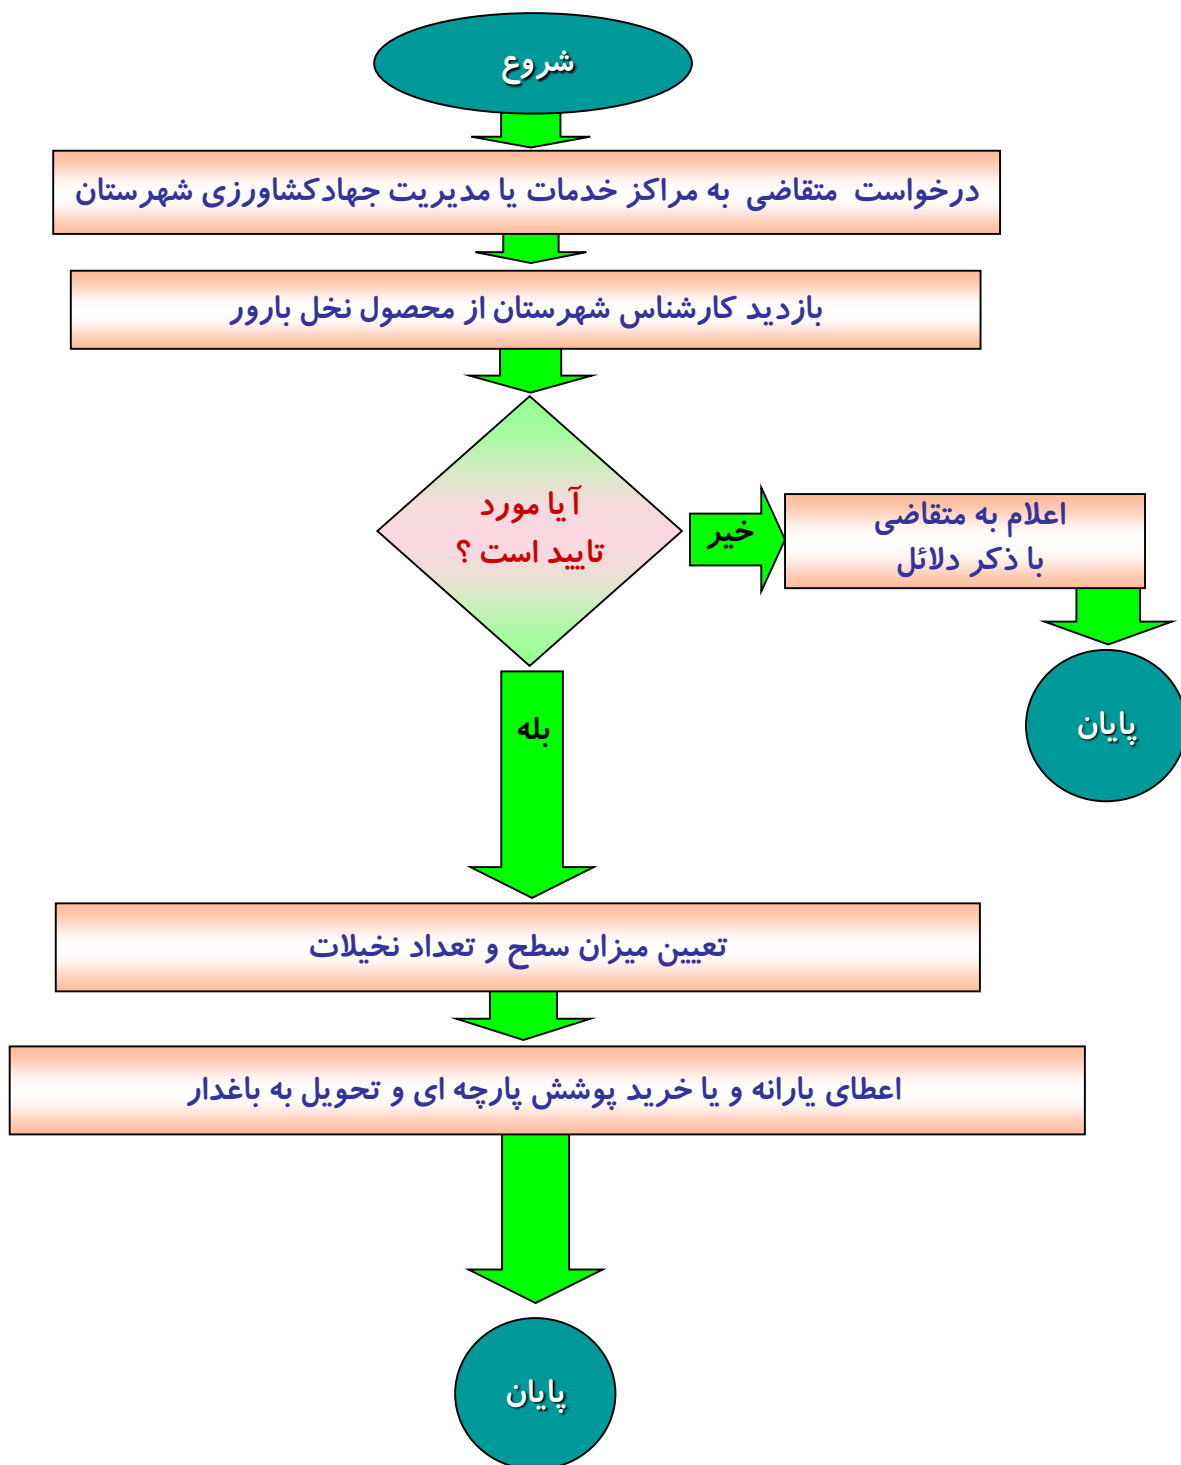 شروع
درخواست متقاضی به مراکز خدمات یا مدیریت جهادکشاورزی شهرستان
بازدید کارشناس شهرستان از محصول نخل بارور
آیا مورد
تایید است ؟
خیر
اعلام به متقاضی
با ذکر دلائل
پایان
بله
تعیین میزان سطح و تعداد نخیلات
اعطای یارانه و یا خرید پوشش پارچه ای و تحویل به باغدار
پایان